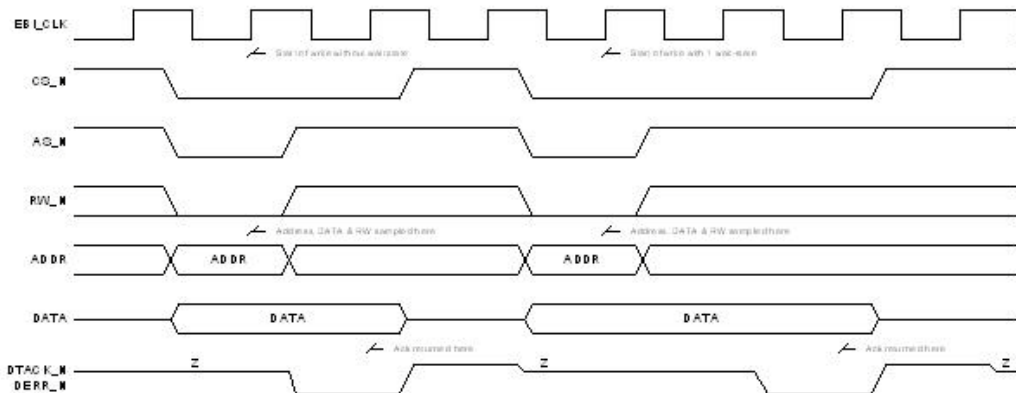 EBI_CLK
Start of write without wait-state
Start of write with 1 wait-state
CS_N
AS_N
RW_N
Address, DATA & RW sampled here
Address, DATA & RW sampled here
ADDR
ADDR
ADDR
DATA
DATA
DATA
Ack returned here
Ack returned here
DTACK_N
Z
Z
Z
DERR_N